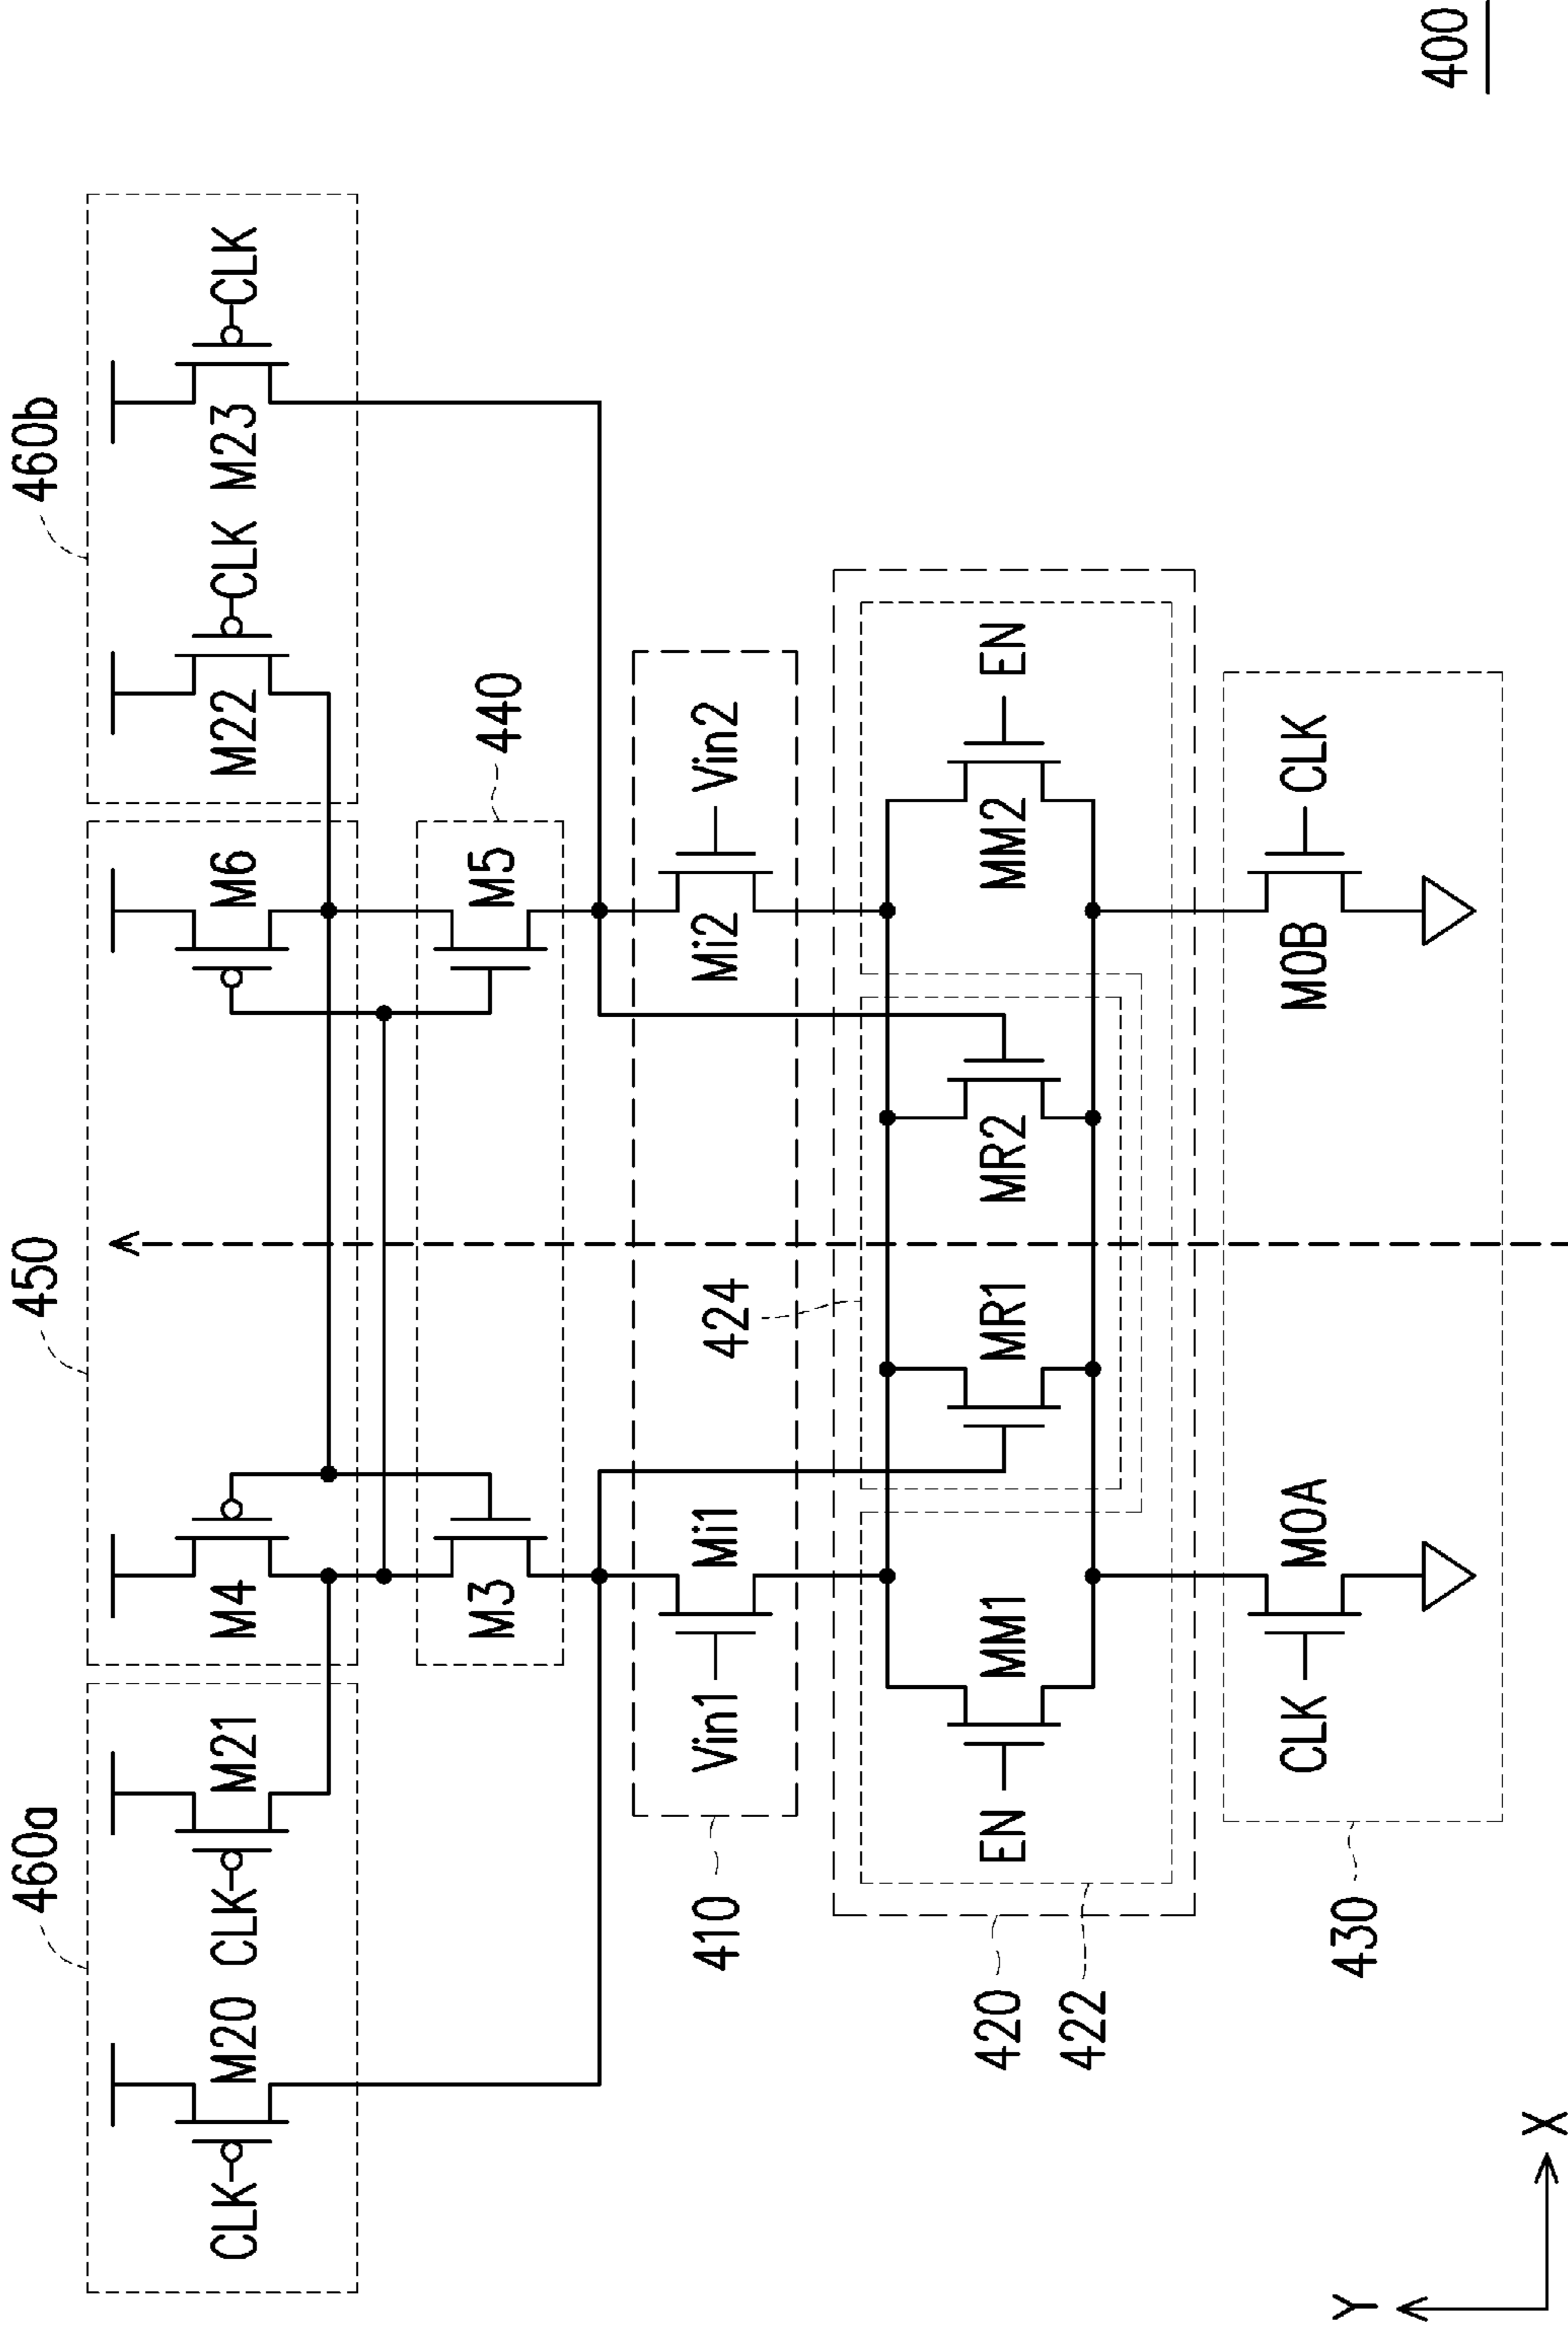 460a
450
460b
CLK
M20
CLK
M21
M4
M6
M22
CLK
M23
CLK
M3
M5
440
410
Vin1
Mi1
424
Mi2
Vin2
420
422
EN
MM1
MR1
MR2
MM2
EN
430
CLK
MOA
MOB
CLK
Y
X
400